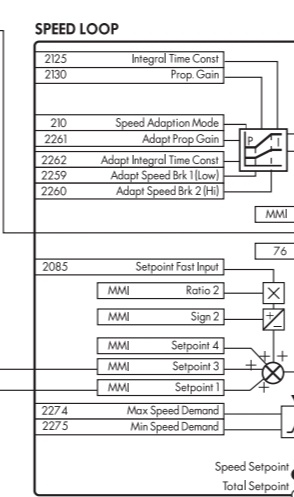 SPEED LOOP
2125 Integral Time Const
2130 Prop. Gain
210 Speed Adaption Mode
2261 Adapt Prop Gain
P I
2262 Adapt Integral Time Const
2259 Adapt Speed Brk 1(Low)
2260 Adapt Speed Brk 2 (Hi)
MMI
76
2085 Setpoint Fast Input
MMI Ratio 2
MMI Sign 2
MMI Setpoint 4
MMI Setpoint 3
MMI Setpoint 1
2274 Max Speed Demand
2275 Min Speed Demand
Speed Setpoint
Total Setpoint